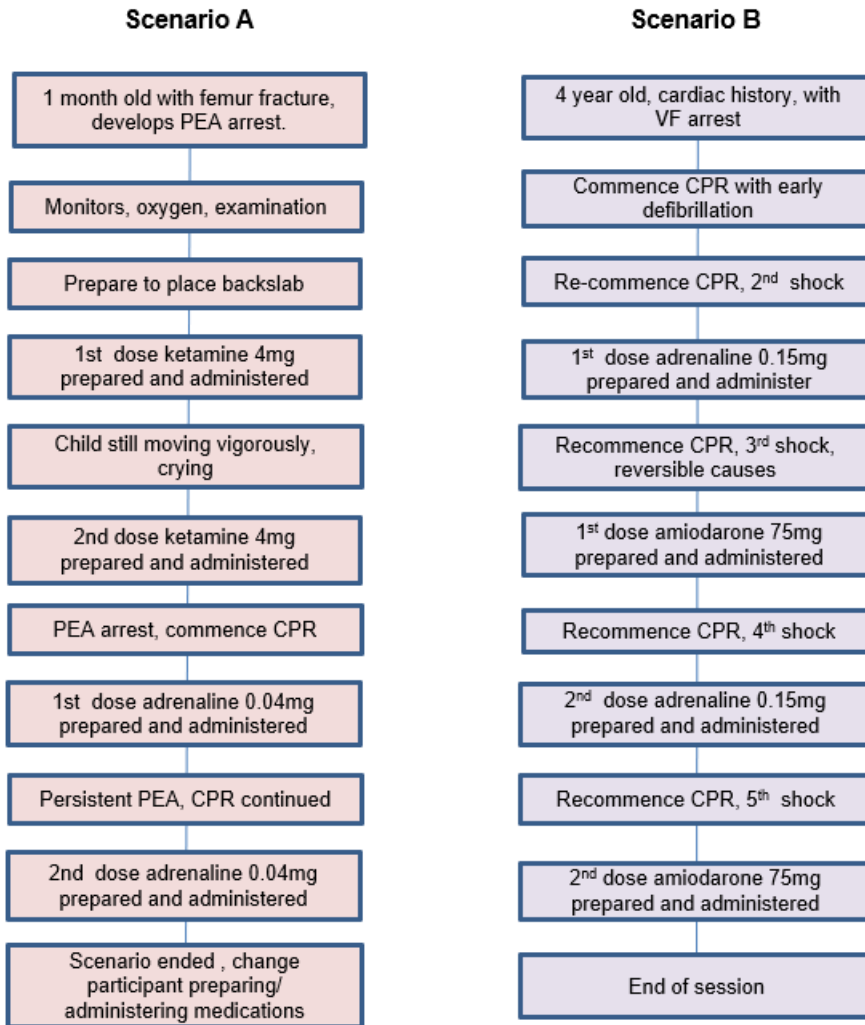 Scenario A
1 month old with femur fracture,
develops PEA arrest.
Monitors, oxygen, examination
Prepare to place backslab
1st dose ketamine 4mg
prepared and administered
Child still moving vigorously,
crying
2nd dose ketamine 4mg
prepared and administered
PEA arrest, commence CPR
1st dose adrenaline 0.04mg
prepared and administered
Persistent PEA, CPR continued
2nd dose adrenaline 0.04mg
prepared and administered
Scenario ended , change
participant preparing/
administering medications
Scenario B
4 year old, cardiac history, with
VF arrest
Commence CPR with early
defibrillation
Re-commence CPR, 2nd shock
1st dose adrenaline 0.15mg
prepared and administer
Recommence CPR, 3rd shock,
reversible causes
1st dose amiodarone 75mg
prepared and administered
Recommence CPR, 4th shock
2nd dose adrenaline 0.15mg
prepared and administered
Recommence CPR, 5th shock
2nd dose amiodarone 75mg
prepared and administered
End of session